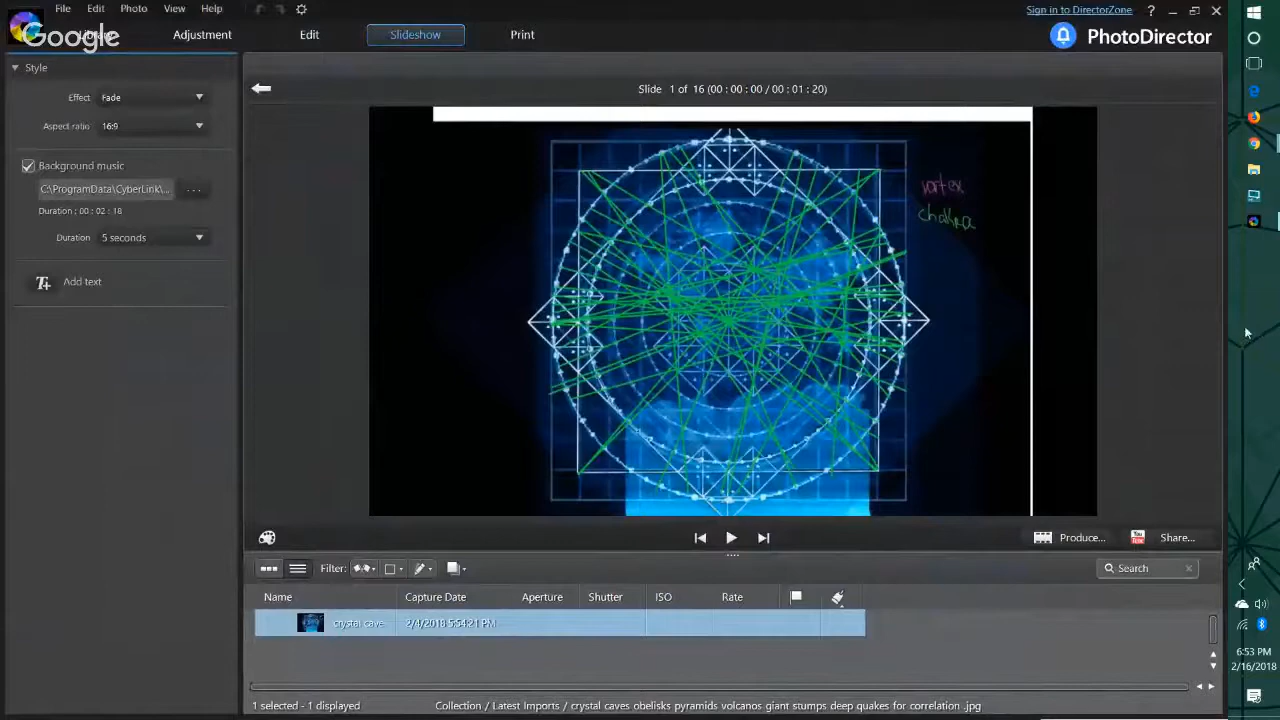 File Edit Photo View Help
Sign in to DirectorZone ?
Google
Adjustment Edit Slideshow Print
PhotoDirector
Style
Slide 1 of 16 (00 : 00 : 00 / 00 : 01 : 20)
Effect Fade
Aspect ratio 16:9
Background music
C:\ProgramData\CyberLink\...
...
Duration : 00 : 02 : 18
Duration 5 seconds
T+ Add text
vortex
chakra
Produce...
You Tube Share...
Filter:
Search
Name Capture Date Aperture Shutter ISO Rate
crystal cave 2/4/2018 5:54:21 PM
1 selected - 1 displayed
Collection / Latest Imports / crystal caves obelisks pyramids volcanos giant stumps deep quakes for correlation .jpg
6:53 PM
2/16/2018